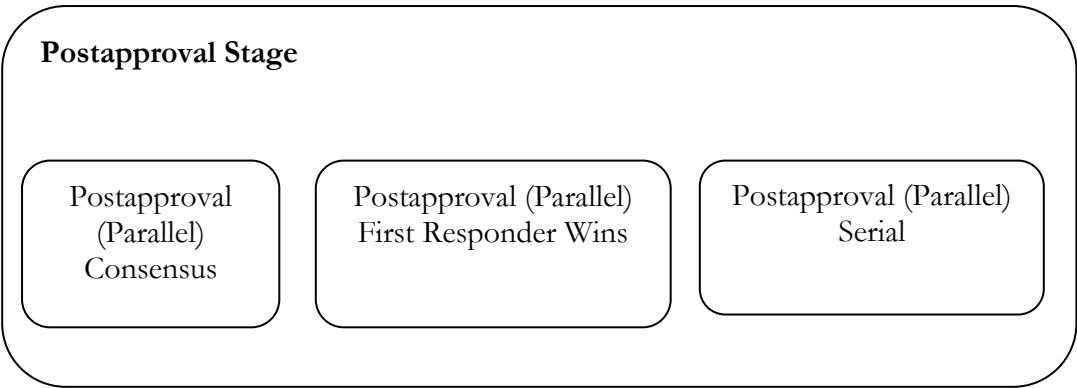 Postapproval Stage
Postapproval
(Parallel)
Consensus
Postapproval (Parallel)
First Responder Wins
Postapproval (Parallel)
Serial